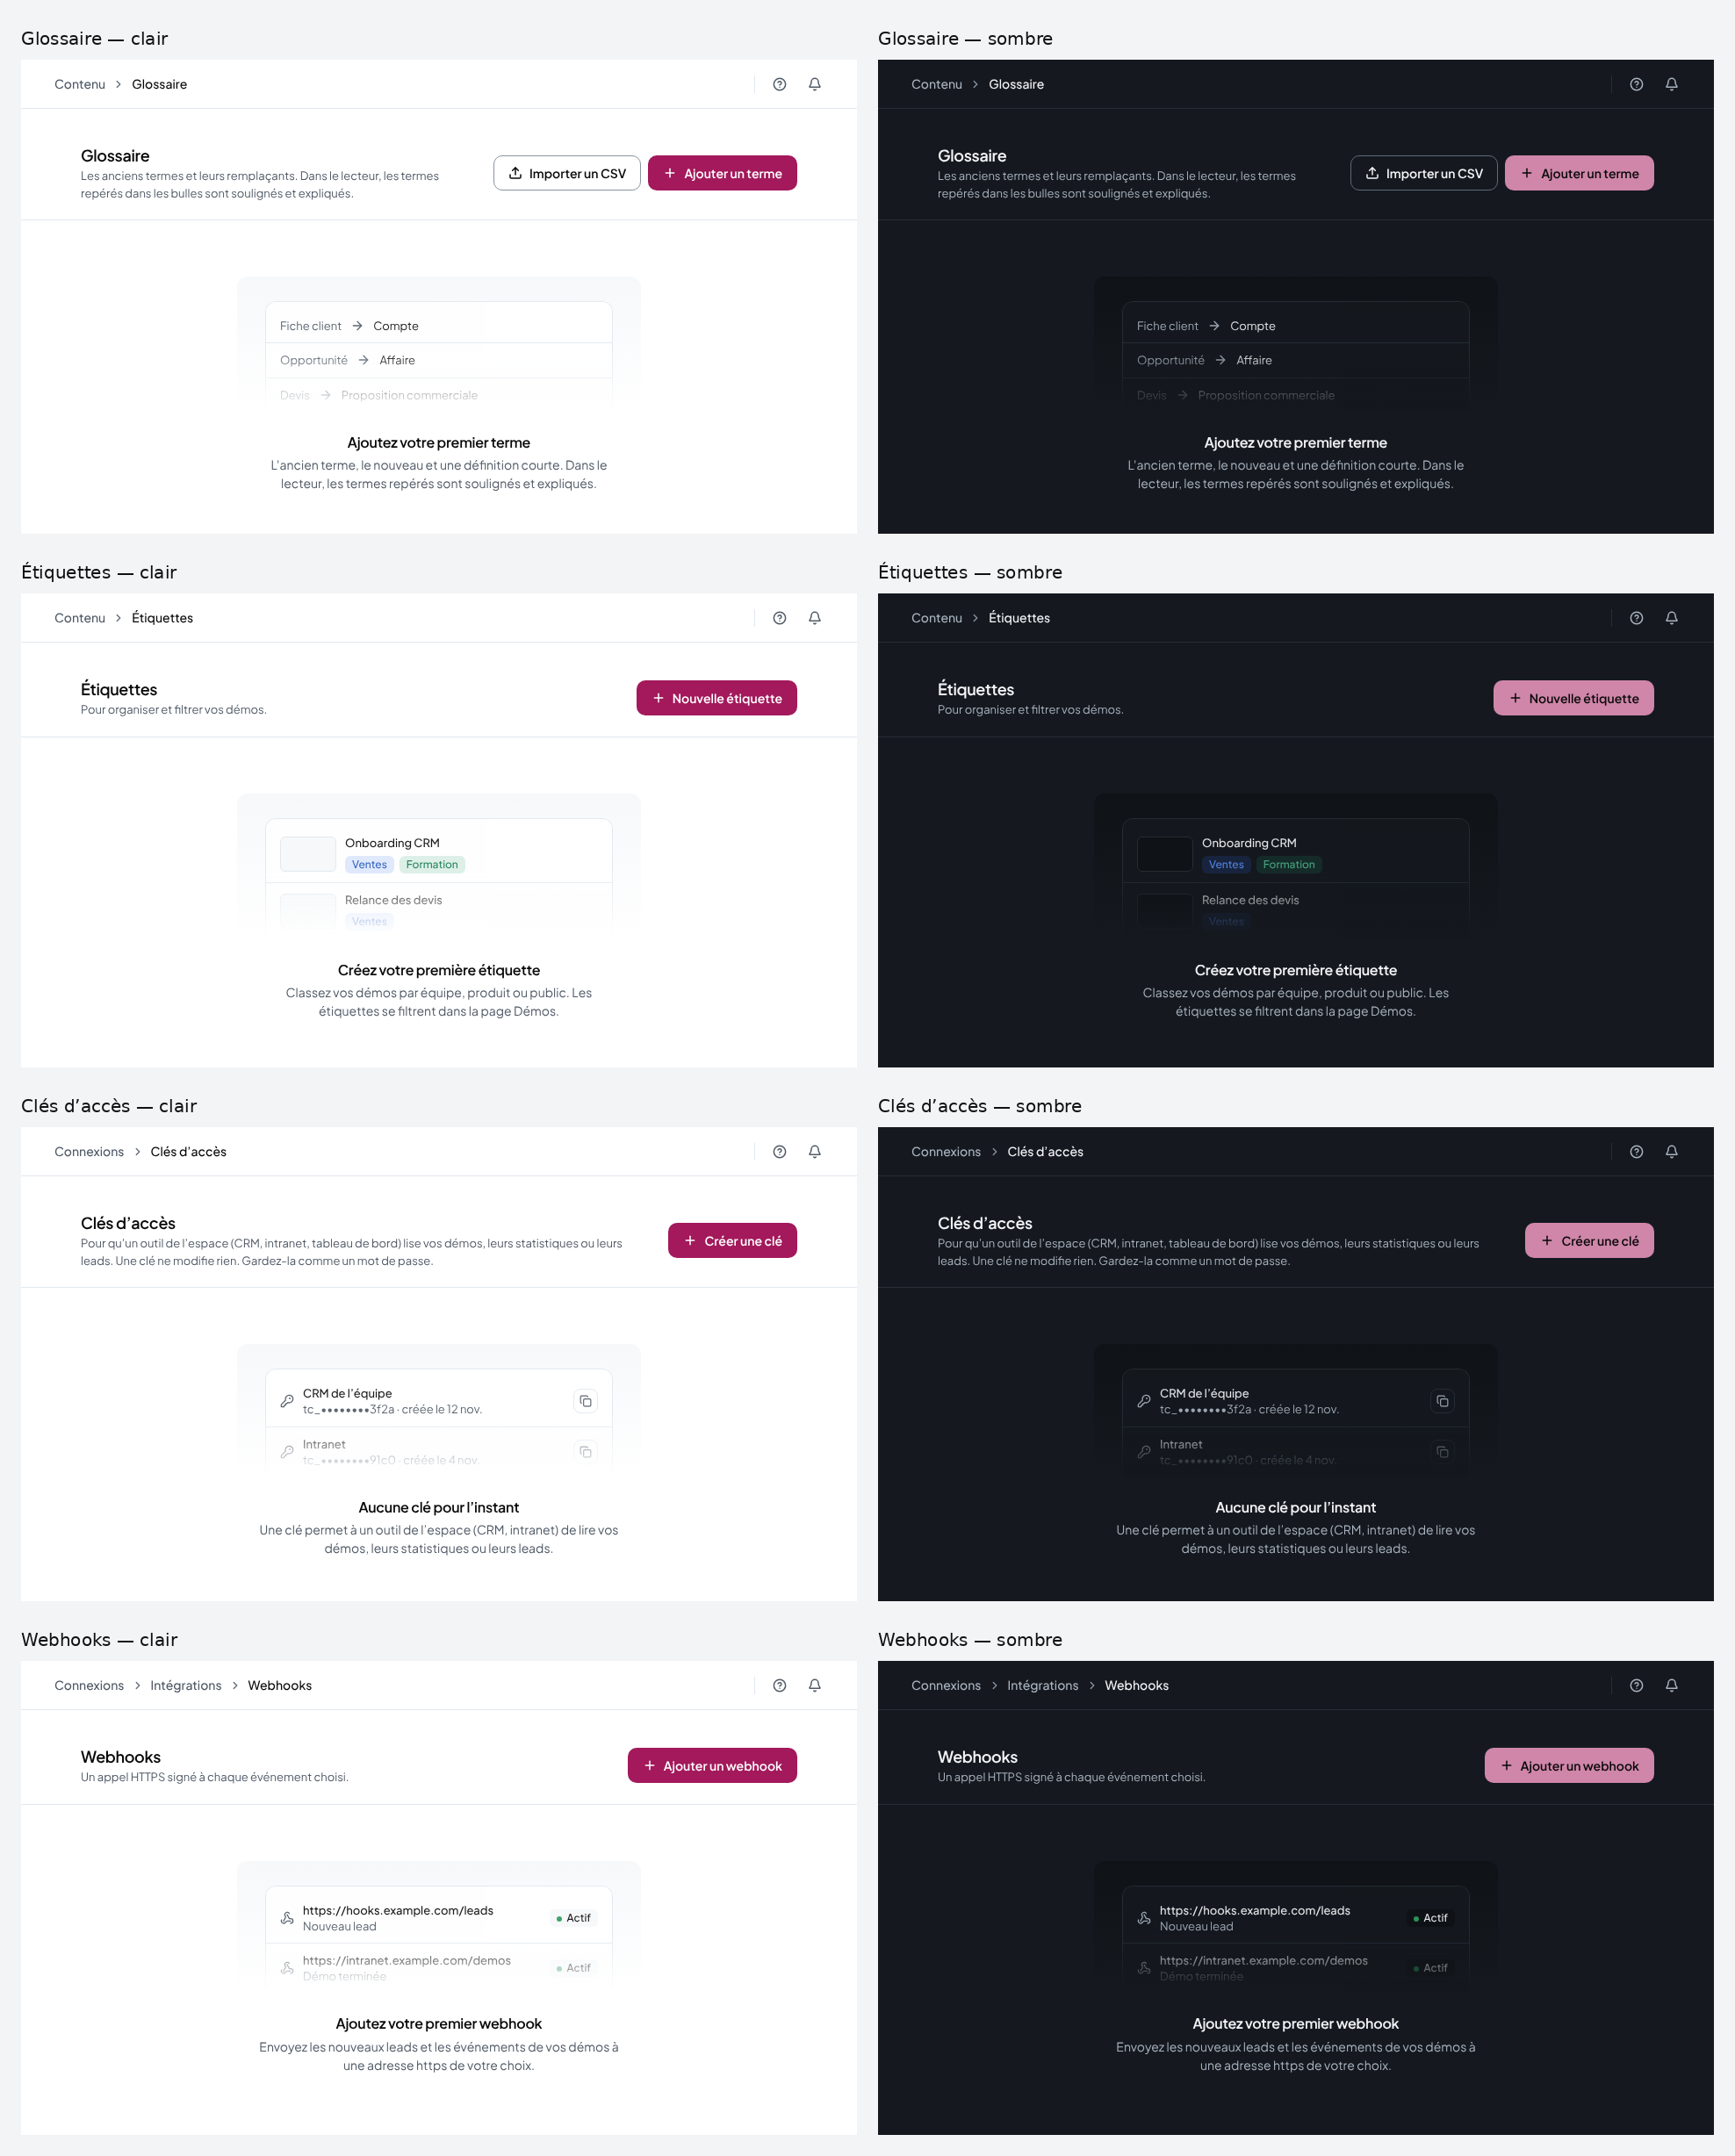 Glossaire — clair
Contenu > Glossaire
Glossaire
Les anciens termes et leurs remplaçants. Dans le lecteur, les termes
repérés dans les bulles sont soulignés et expliqués.
Importer un CSV
+ Ajouter un terme
Fiche client → Compte
Opportunité → Affaire
Devis → Proposition commerciale
Ajoutez votre premier terme
L'ancien terme, le nouveau et une définition courte. Dans le
lecteur, les termes repérés sont soulignés et expliqués.
Glossaire — sombre
Contenu > Glossaire
Glossaire
Les anciens termes et leurs remplaçants. Dans le lecteur, les termes
repérés dans les bulles sont soulignés et expliqués.
Importer un CSV
+ Ajouter un terme
Fiche client → Compte
Opportunité → Affaire
Devis → Proposition commerciale
Ajoutez votre premier terme
L'ancien terme, le nouveau et une définition courte. Dans le
lecteur, les termes repérés sont soulignés et expliqués.
Étiquettes — clair
Contenu > Étiquettes
Étiquettes
Pour organiser et filtrer vos démos.
+ Nouvelle étiquette
Onboarding CRM
Ventes Formation
Relance des devis
Ventes
Créez votre première étiquette
Classez vos démos par équipe, produit ou public. Les
étiquettes se filtrent dans la page Démos.
Étiquettes — sombre
Contenu > Étiquettes
Étiquettes
Pour organiser et filtrer vos démos.
+ Nouvelle étiquette
Onboarding CRM
Ventes Formation
Relance des devis
Ventes
Créez votre première étiquette
Classez vos démos par équipe, produit ou public. Les
étiquettes se filtrent dans la page Démos.
Clés d’accès — clair
Connexions > Clés d’accès
Clés d’accès
Pour qu’un outil de l’espace (CRM, intranet, tableau de bord) lise vos démos, leurs statistiques ou leurs
leads. Une clé ne modifie rien. Gardez-la comme un mot de passe.
+ Créer une clé
CRM de l’équipe
tc_••••••••3f2a · créée le 12 nov.
Intranet
tc_••••••••91c0 · créée le 4 nov.
Aucune clé pour l’instant
Une clé permet à un outil de l’espace (CRM, intranet) de lire vos
démos, leurs statistiques ou leurs leads.
Clés d’accès — sombre
Connexions > Clés d’accès
Clés d’accès
Pour qu’un outil de l’espace (CRM, intranet, tableau de bord) lise vos démos, leurs statistiques ou leurs
leads. Une clé ne modifie rien. Gardez-la comme un mot de passe.
+ Créer une clé
CRM de l’équipe
tc_••••••••3f2a · créée le 12 nov.
Intranet
tc_••••••••91c0 · créée le 4 nov.
Aucune clé pour l’instant
Une clé permet à un outil de l’espace (CRM, intranet) de lire vos
démos, leurs statistiques ou leurs leads.
Webhooks — clair
Connexions > Intégrations > Webhooks
Webhooks
Un appel HTTPS signé à chaque événement choisi.
+ Ajouter un webhook
https://hooks.example.com/leads
Nouveau lead
Actif
https://intranet.example.com/demos
Démo terminée
Actif
Ajoutez votre premier webhook
Envoyez les nouveaux leads et les événements de vos démos à
une adresse https de votre choix.
Webhooks — sombre
Connexions > Intégrations > Webhooks
Webhooks
Un appel HTTPS signé à chaque événement choisi.
+ Ajouter un webhook
https://hooks.example.com/leads
Nouveau lead
Actif
https://intranet.example.com/demos
Démo terminée
Actif
Ajoutez votre premier webhook
Envoyez les nouveaux leads et les événements de vos démos à
une adresse https de votre choix.